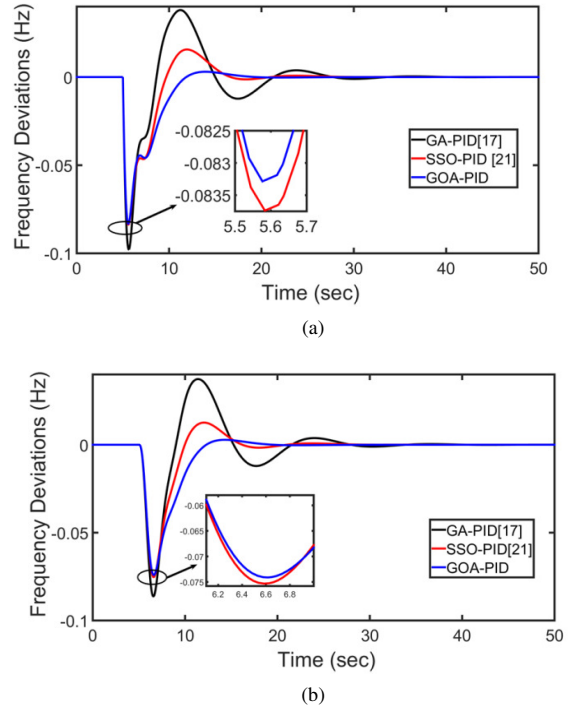 Frequency Deviations (Hz)
0
-0.05
-0.1
-0.0825
-0.083
-0.0835
5.5 5.6 5.7
GA-PID[17]
SSO-PID [21]
GOA-PID
0 10 20 30 40 50
Time (sec)
(a)
Frequency Deviations (Hz)
0
-0.05
-0.1
-0.06
-0.065
-0.07
-0.075
6.2 6.4 6.6 6.8
GA-PID[17]
SSO-PID[21]
GOA-PID
0 10 20 30 40 50
Time (sec)
(b)